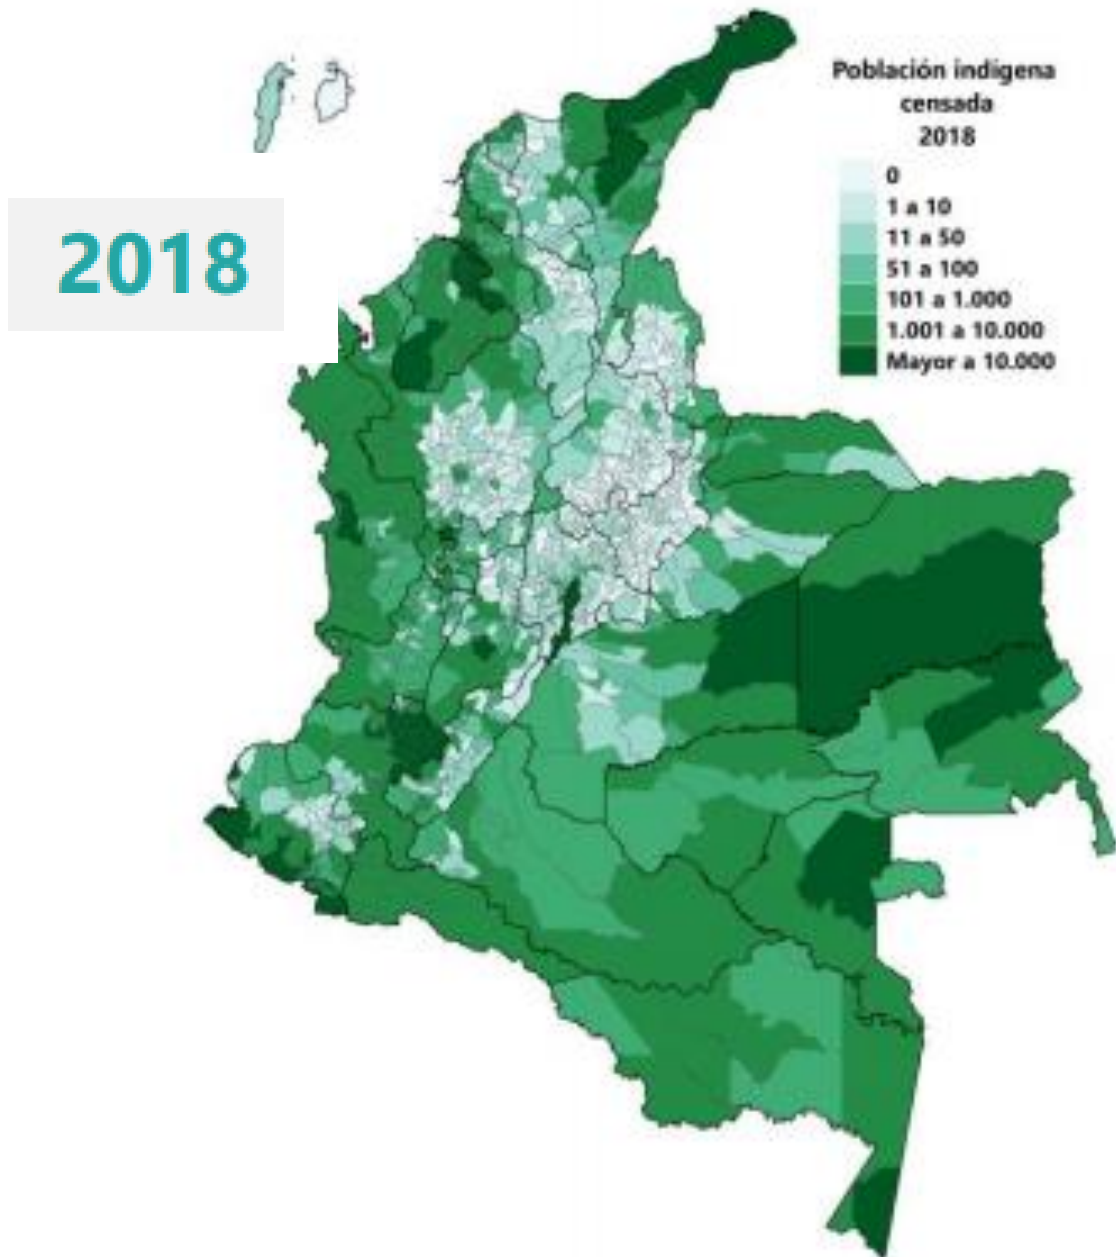 Población indígena
censada
2018
0
1 a 10
11 a 50
51 a 100
101 a 1.000
1.001 a 10.000
Mayor a 10.000
2018